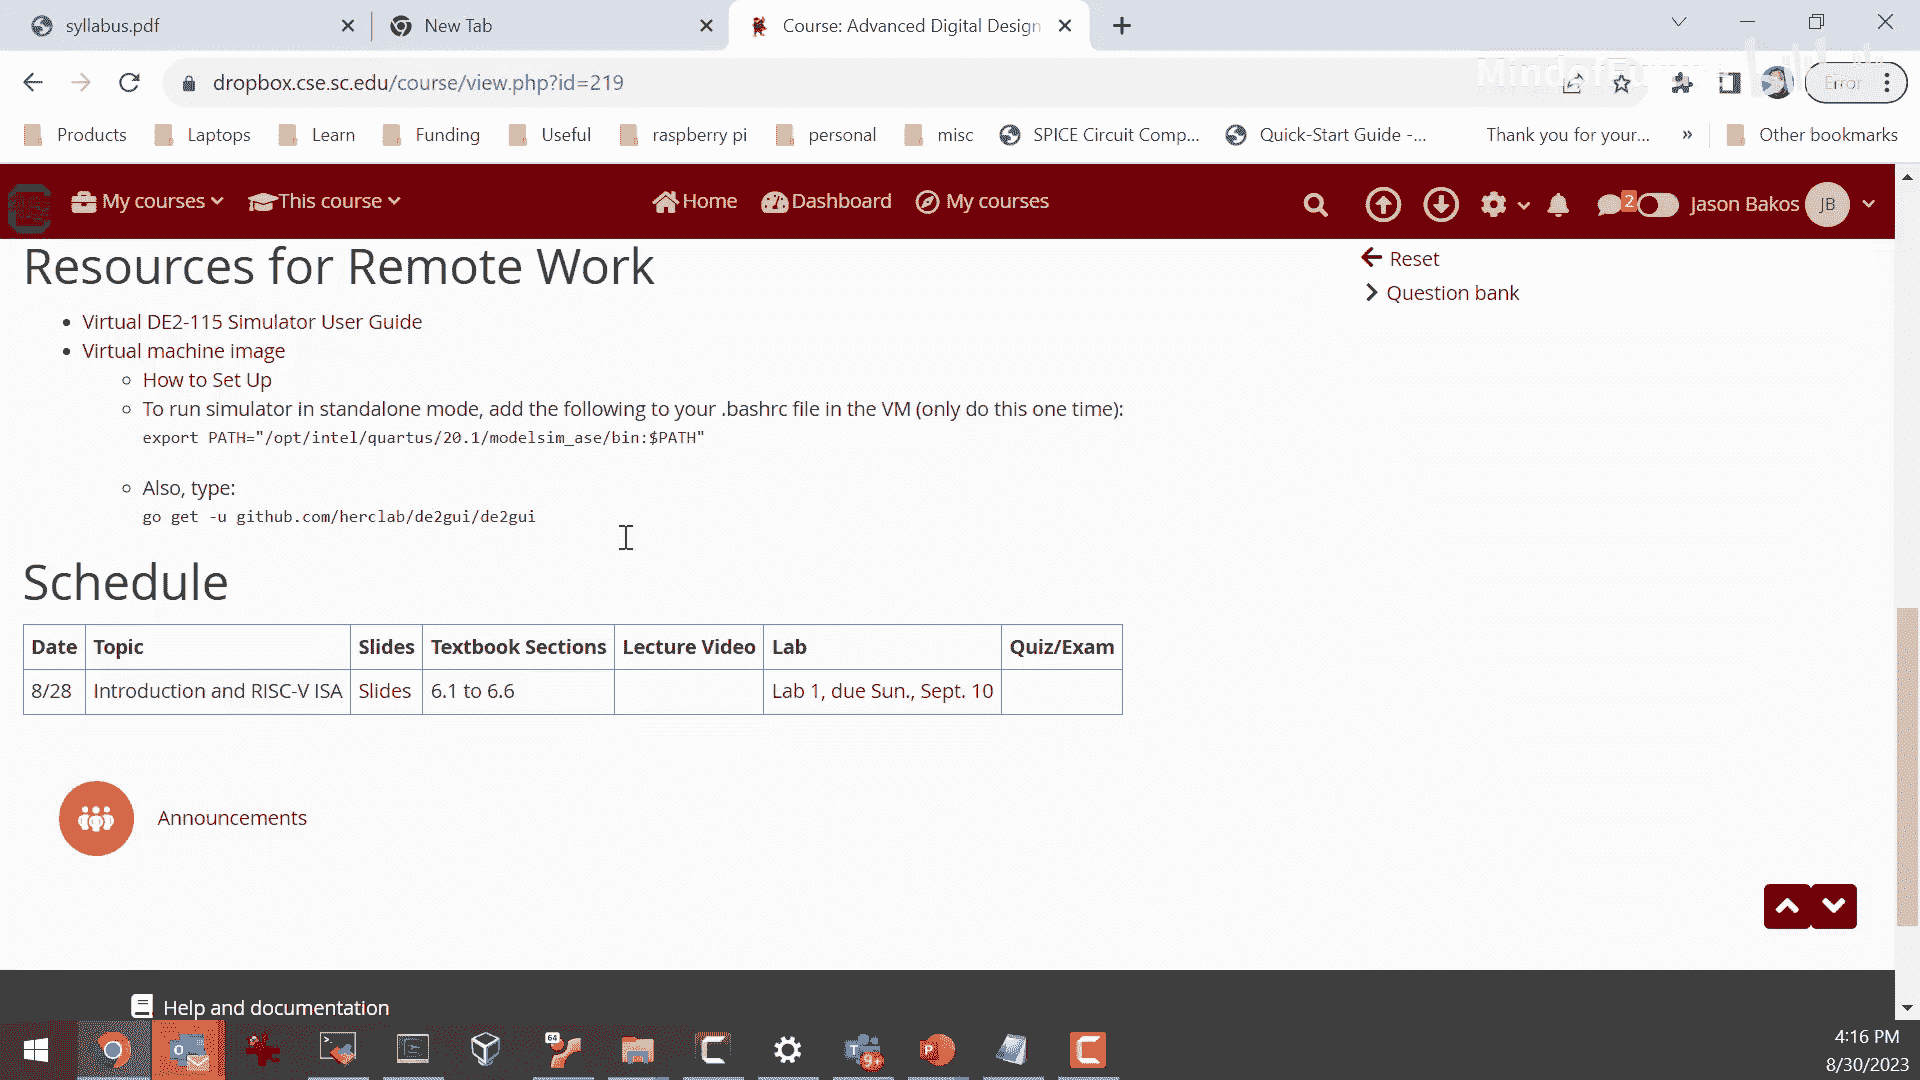 syllabus.pdf
New Tab
Course: Advanced Digital Design
dropbox.cse.sc.edu/course/view.php?id=219
Error
Products
Laptops
Learn
Funding
Useful
raspberry pi
personal
misc
SPICE Circuit Comp...
Quick-Start Guide -...
Thank you for your...
»
Other bookmarks
My courses
This course
Home
Dashboard
My courses
2
Jason Bakos
JB
Resources for Remote Work
Reset
Question bank
• Virtual DE2-115 Simulator User Guide
• Virtual machine image
○ How to Set Up
○ To run simulator in standalone mode, add the following to your .bashrc file in the VM (only do this one time):
export PATH="/opt/intel/quartus/20.1/modelsim_ase/bin:$PATH"
○ Also, type:
go get -u github.com/herclab/de2gui/de2gui
Schedule
Date Topic Slides Textbook Sections Lecture Video Lab Quiz/Exam
8/28 Introduction and RISC-V ISA Slides 6.1 to 6.6 Lab 1, due Sun., Sept. 10
Announcements
Help and documentation
64
9+
4:16 PM
8/30/2023